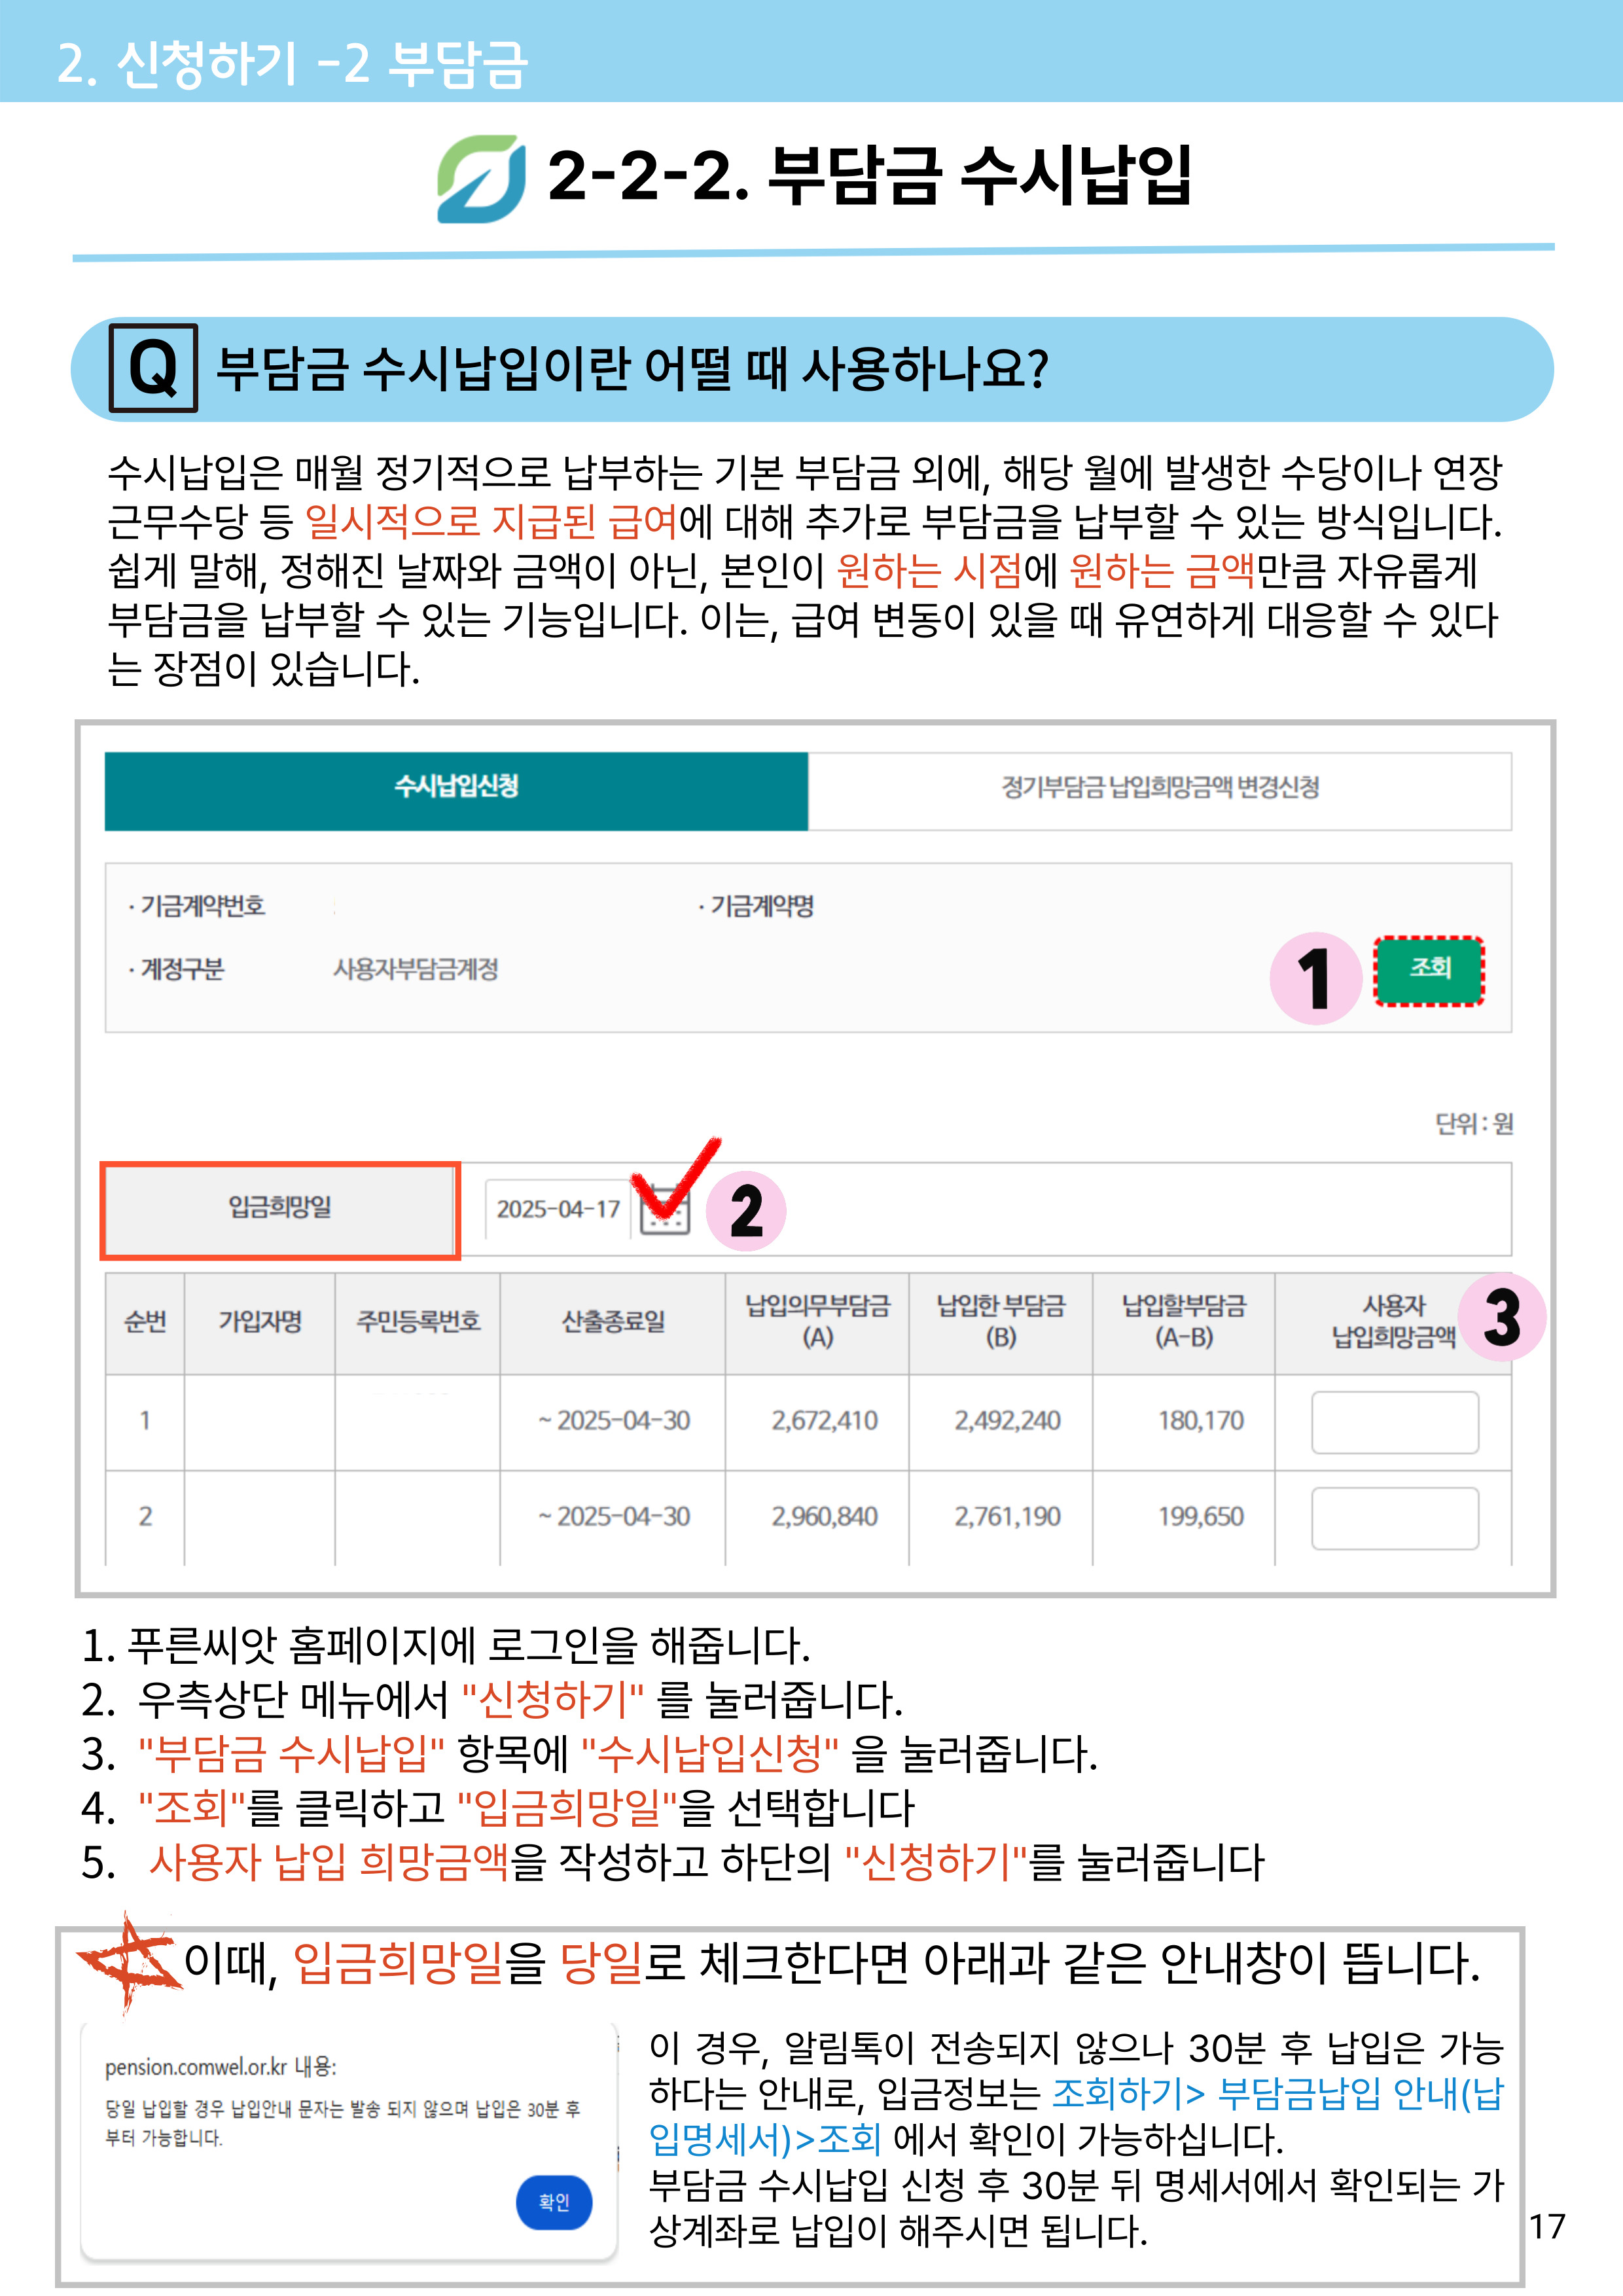 2. 신청하기 -2 부담금
2-2-2. 부담금 수시납입
Q 부담금 수시납입이란 어떨 때 사용하나요?
수시납입은 매월 정기적으로 납부하는 기본 부담금 외에, 해당 월에 발생한 수당이나 연장
근무수당 등 일시적으로 지급된 급여에 대해 추가로 부담금을 납부할 수 있는 방식입니다.
쉽게 말해, 정해진 날짜와 금액이 아닌, 본인이 원하는 시점에 원하는 금액만큼 자유롭게
부담금을 납부할 수 있는 기능입니다. 이는, 급여 변동이 있을 때 유연하게 대응할 수 있다
는 장점이 있습니다.
수시납입신청 정기부담금 납입희망금액 변경신청
· 기금계약번호 · 기금계약명
· 계정구분 사용자부담금계정
1 조회
단위 : 원
입금희망일 2025-04-17 2
순번 가입자명 주민등록번호 산출종료일 납입의무부담금 (A) 납입한 부담금 (B) 납입할부담금 (A-B) 사용자 납입희망금액 3
1 ~ 2025-04-30 2,672,410 2,492,240 180,170
2 ~ 2025-04-30 2,960,840 2,761,190 199,650
1. 푸른씨앗 홈페이지에 로그인을 해줍니다.
2. 우측상단 메뉴에서 "신청하기" 를 눌러줍니다.
3. "부담금 수시납입" 항목에 "수시납입신청" 을 눌러줍니다.
4. "조회"를 클릭하고 "입금희망일"을 선택합니다
5. 사용자 납입 희망금액을 작성하고 하단의 "신청하기"를 눌러줍니다
이때, 입금희망일을 당일로 체크한다면 아래과 같은 안내창이 뜹니다.
pension.comwel.or.kr 내용:
당일 납입할 경우 납입안내 문자는 발송 되지 않으며 납입은 30분 후
부터 가능합니다.
확인
이 경우, 알림톡이 전송되지 않으나 30분 후 납입은 가능
하다는 안내로, 입금정보는 조회하기> 부담금납입 안내(납
입명세서)>조회 에서 확인이 가능하십니다.
부담금 수시납입 신청 후 30분 뒤 명세서에서 확인되는 가
상계좌로 납입이 해주시면 됩니다.
17